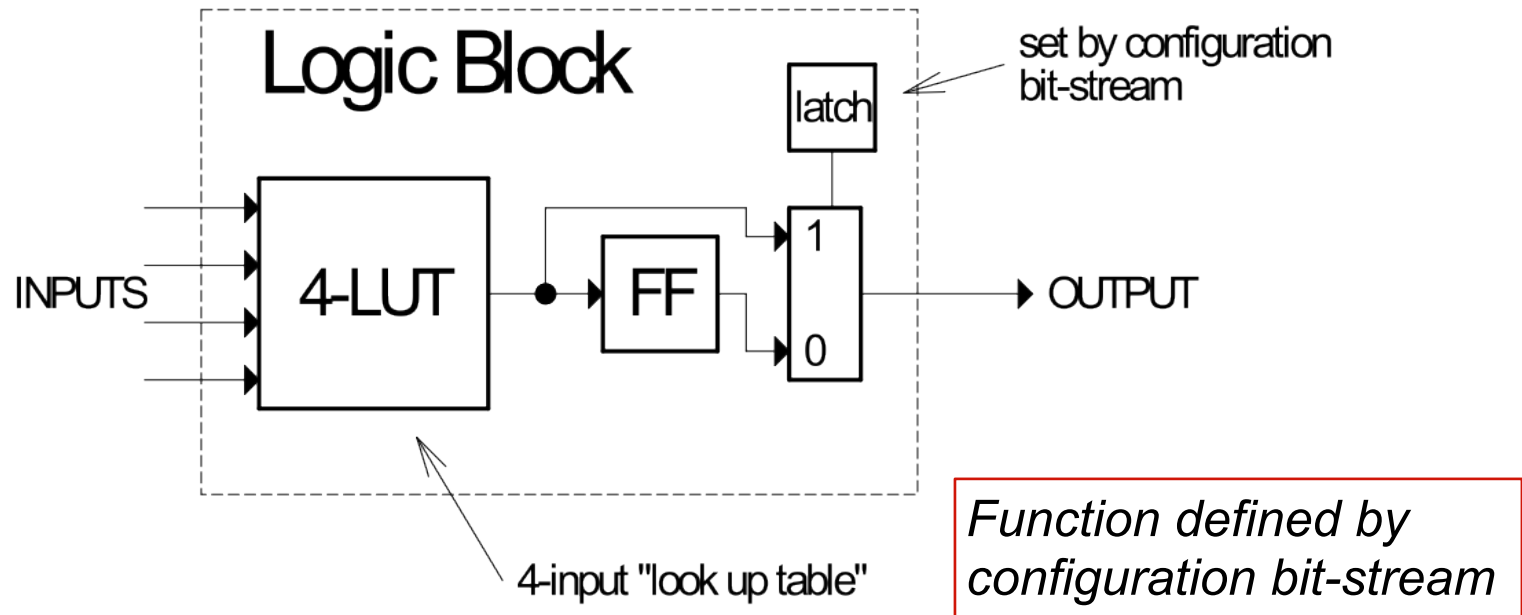 Logic Block
set by configuration
bit-stream
latch
INPUTS
4-LUT
FF
1
0
OUTPUT
4-input "look up table"
Function defined by
configuration bit-stream